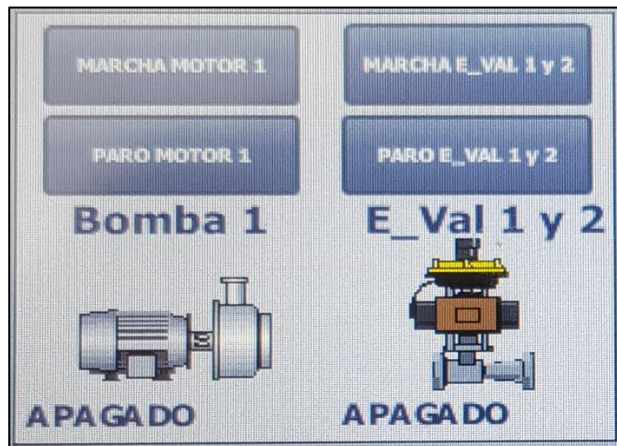 MARCHA MOTOR 1
MARCHA E_VAL 1 y 2
PARO MOTOR 1
PARO E_VAL 1 y 2
Bomba 1
E_Val 1 y 2
APAGADO
APAGADO